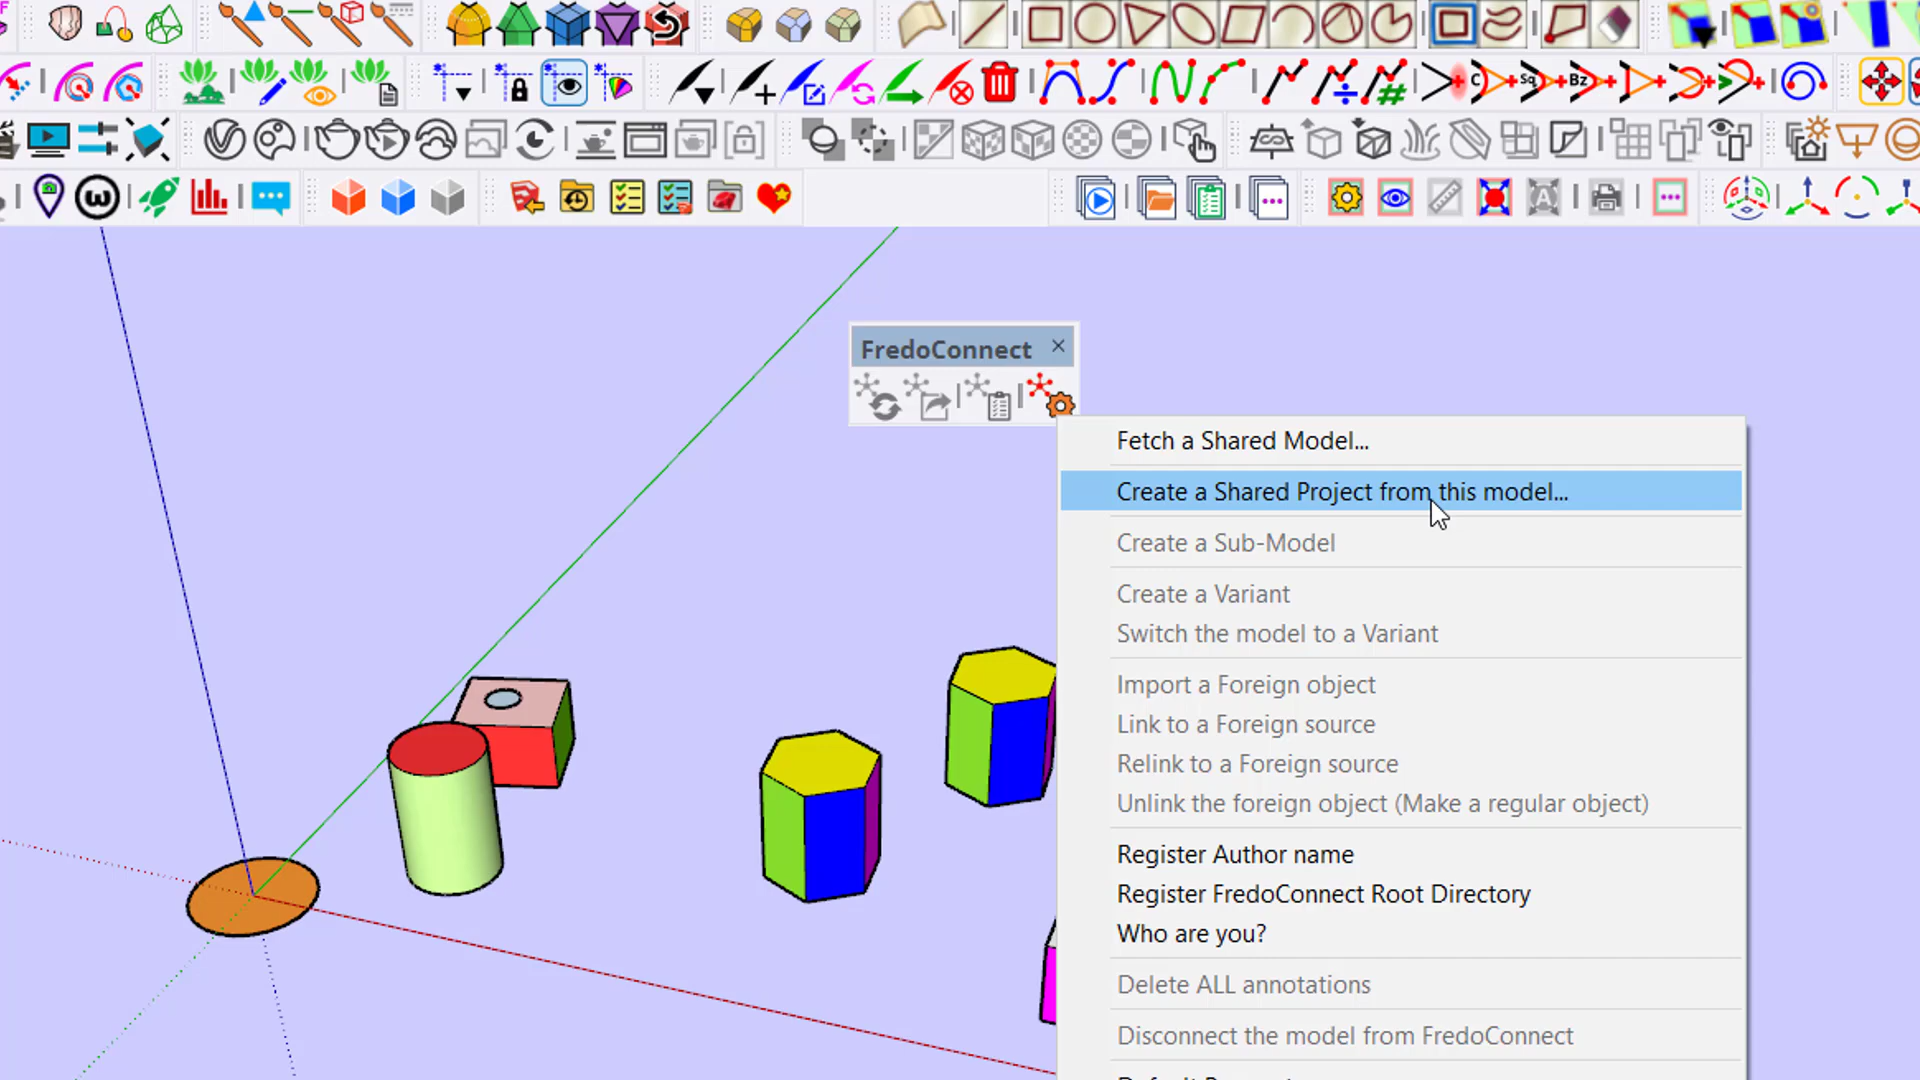 C
Sq
Bz
FredoConnect
Fetch a Shared Model...
Create a Shared Project from this model...
Create a Sub-Model
Create a Variant
Switch the model to a Variant
Import a Foreign object
Link to a Foreign source
Relink to a Foreign source
Unlink the foreign object (Make a regular object)
Register Author name
Register FredoConnect Root Directory
Who are you?
Delete ALL annotations
Disconnect the model from FredoConnect